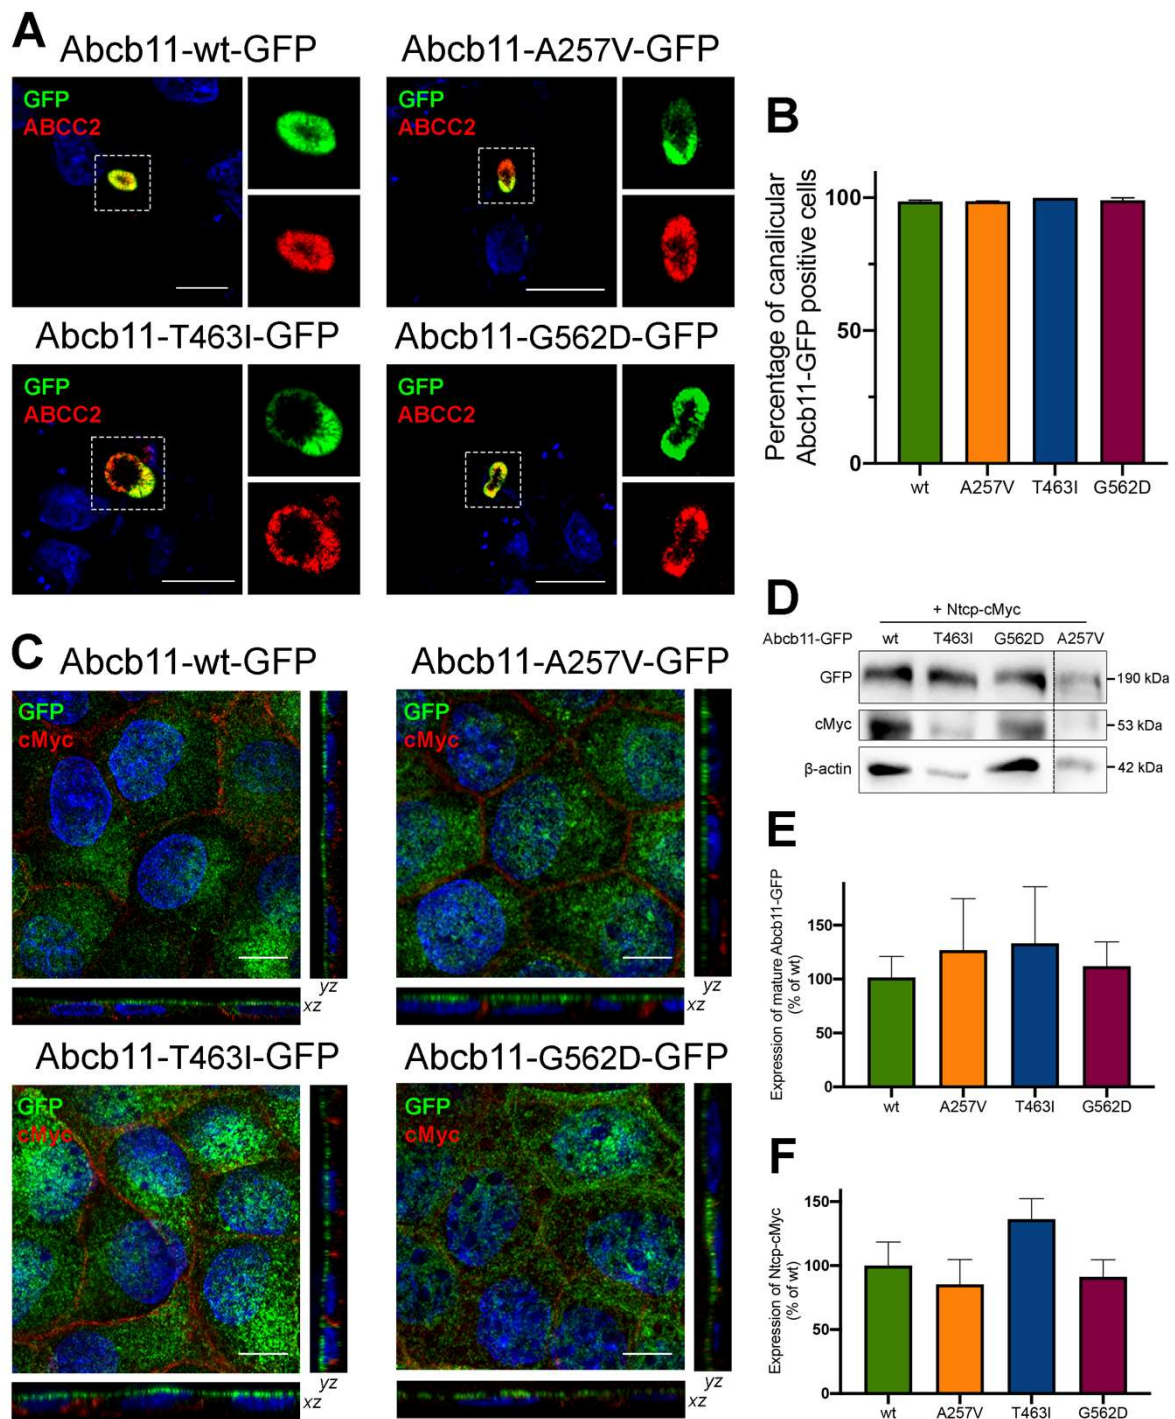 A
Abcb11-wt-GFP
GFP
ABCC2
Abcb11-A257V-GFP
GFP
ABCC2
Abcb11-T463I-GFP
GFP
ABCC2
Abcb11-G562D-GFP
GFP
ABCC2
B
Percentage of canalicular
Abcb11-GFP positive cells
100
50
0
wt A257V T463I G562D
C
Abcb11-wt-GFP
GFP
cMyc
yz
xz
Abcb11-A257V-GFP
GFP
cMyc
yz
xz
Abcb11-T463I-GFP
GFP
cMyc
yz
xz
Abcb11-G562D-GFP
GFP
cMyc
yz
xz
D
+ Ntcp-cMyc
Abcb11-GFP wt T463I G562D A257V
GFP 190 kDa
cMyc 53 kDa
β-actin 42 kDa
E
Expression of mature Abcb11-GFP
(% of wt)
150
100
50
0
wt A257V T463I G562D
F
Expression of Ntcp-cMyc
(% of wt)
150
100
50
0
wt A257V T463I G562D